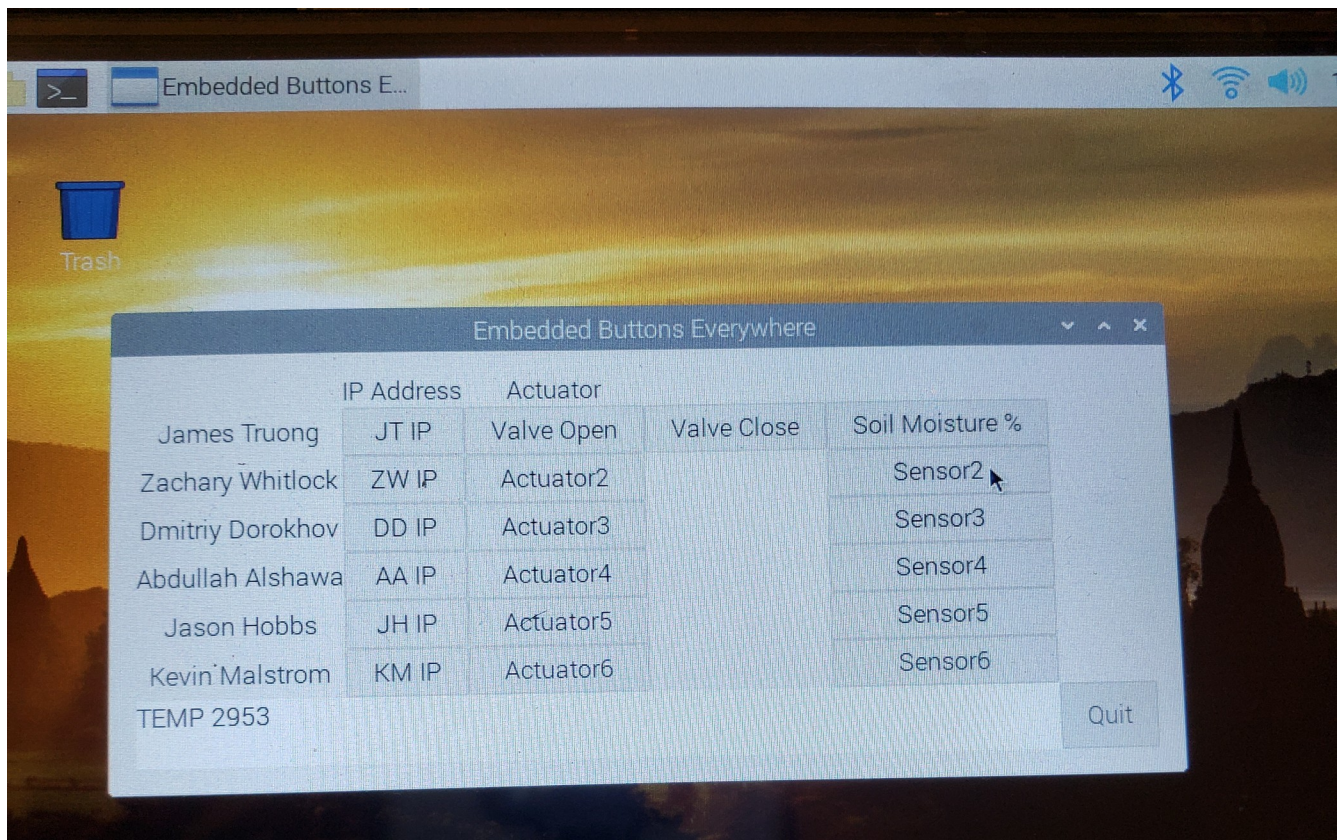 >_ Embedded Buttons E...
Trash
Embedded Buttons Everywhere
IP Address Actuator
James Truong JT IP Valve Open Valve Close Soil Moisture %
Zachary Whitlock ZW IP Actuator2 Sensor2
Dmitriy Dorokhov DD IP Actuator3 Sensor3
Abdullah Alshawa AA IP Actuator4 Sensor4
Jason Hobbs JH IP Actuator5 Sensor5
Kevin Malstrom KM IP Actuator6 Sensor6
TEMP 2953 Quit